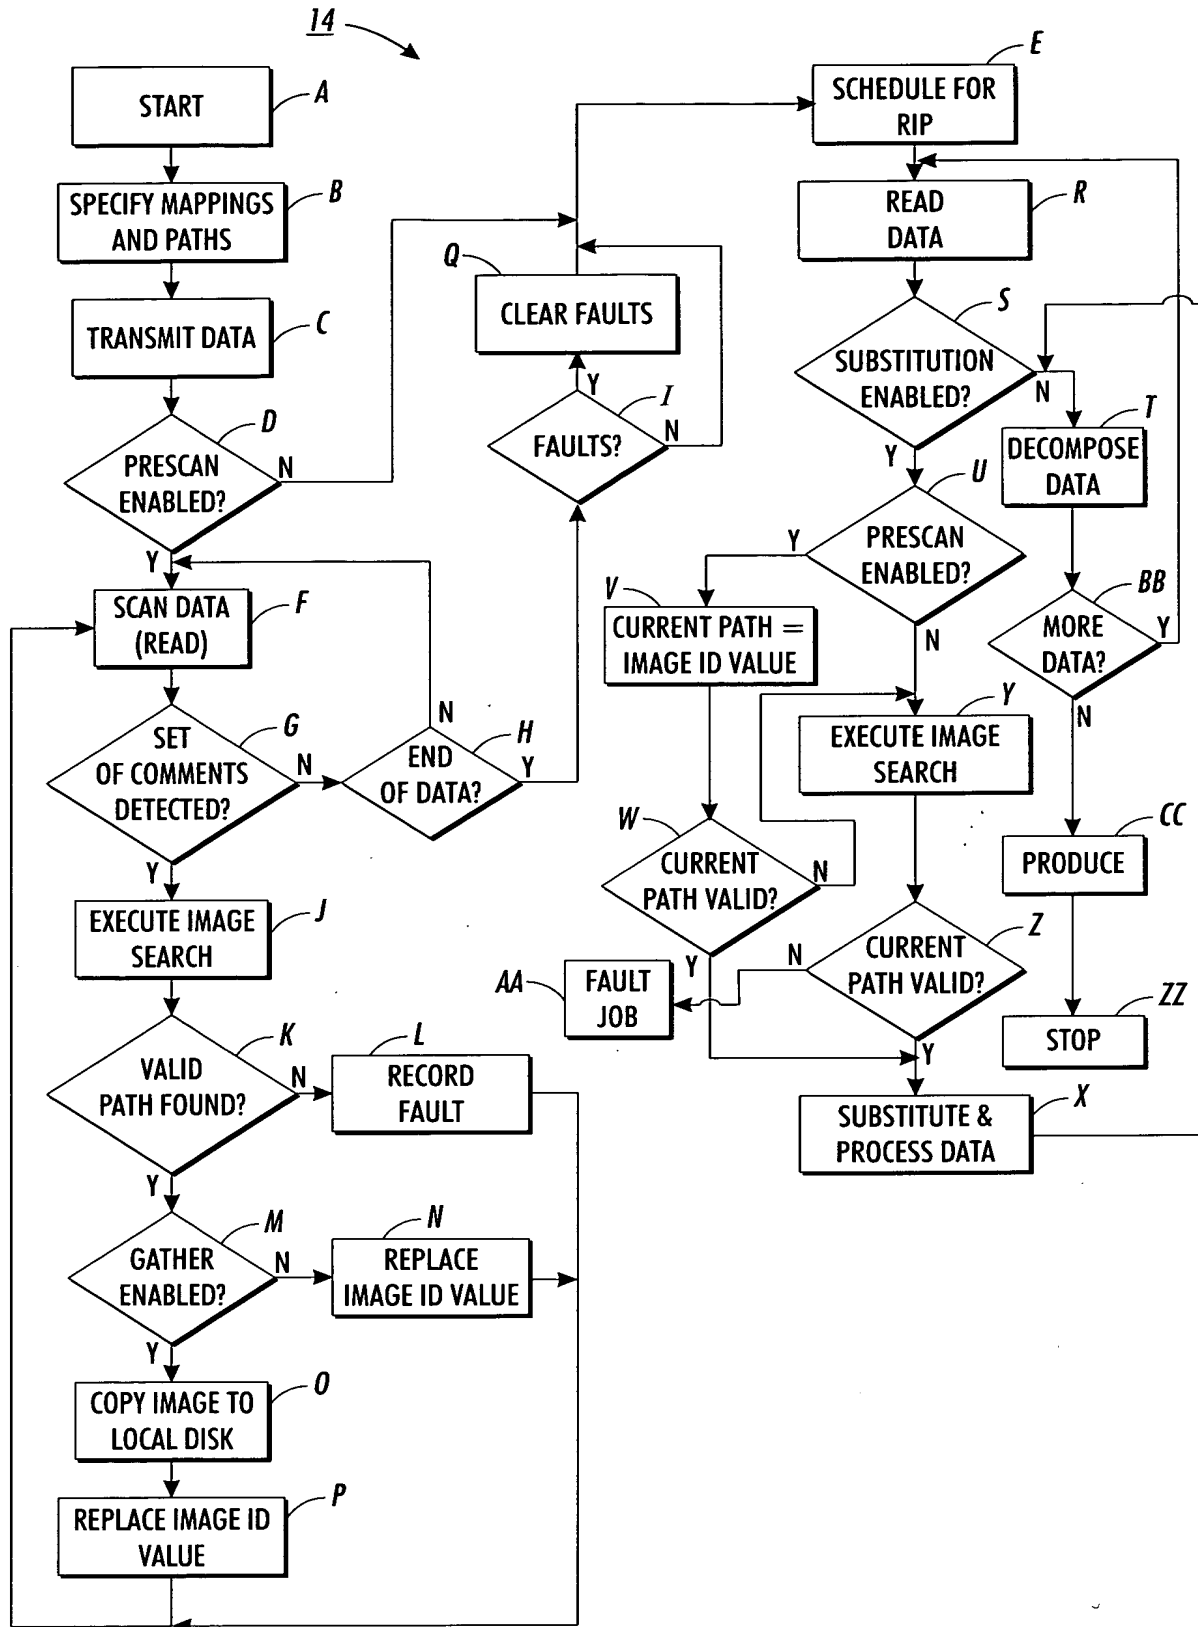 14
START
A
SPECIFY MAPPINGS
AND PATHS
B
TRANSMIT DATA
C
PRESCAN
ENABLED?
D
N
Y
SCAN DATA
(READ)
F
SET
OF COMMENTS
DETECTED?
G
N
Y
END
OF DATA?
H
N
Y
EXECUTE IMAGE
SEARCH
J
VALID
PATH FOUND?
K
N
Y
RECORD
FAULT
L
GATHER
ENABLED?
M
N
Y
REPLACE
IMAGE ID VALUE
N
COPY IMAGE TO
LOCAL DISK
O
REPLACE IMAGE ID
VALUE
P
Q
CLEAR FAULTS
Y
FAULTS?
I
N
SCHEDULE FOR
RIP
E
READ
DATA
R
SUBSTITUTION
ENABLED?
S
N
Y
DECOMPOSE
DATA
T
PRESCAN
ENABLED?
U
Y
N
V
CURRENT PATH =
IMAGE ID VALUE
MORE
DATA?
BB
Y
N
EXECUTE IMAGE
SEARCH
Y
W
CURRENT
PATH VALID?
N
Y
PRODUCE
CC
CURRENT
PATH VALID?
Z
N
Y
AA
FAULT
JOB
STOP
ZZ
SUBSTITUTE &
PROCESS DATA
X